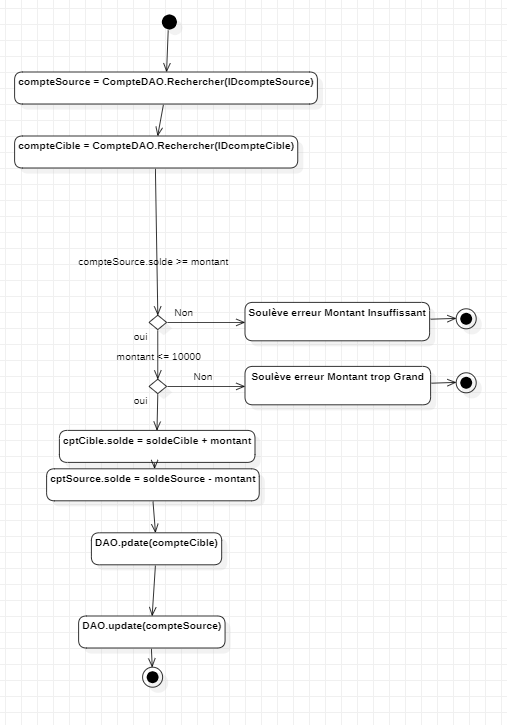 compteSource = CompteDAO.Rechercher(IDcompteSource)
compteCible = CompteDAO.Rechercher(IDcompteCible)
compteSource.solde >= montant
Non
Soulève erreur Montant Insuffissant
oui
montant <= 10000
Non
Soulève erreur Montant trop Grand
oui
cptCible.solde = soldeCible + montant
cptSource.solde = soldeSource - montant
DAO.pdate(compteCible)
DAO.update(compteSource)